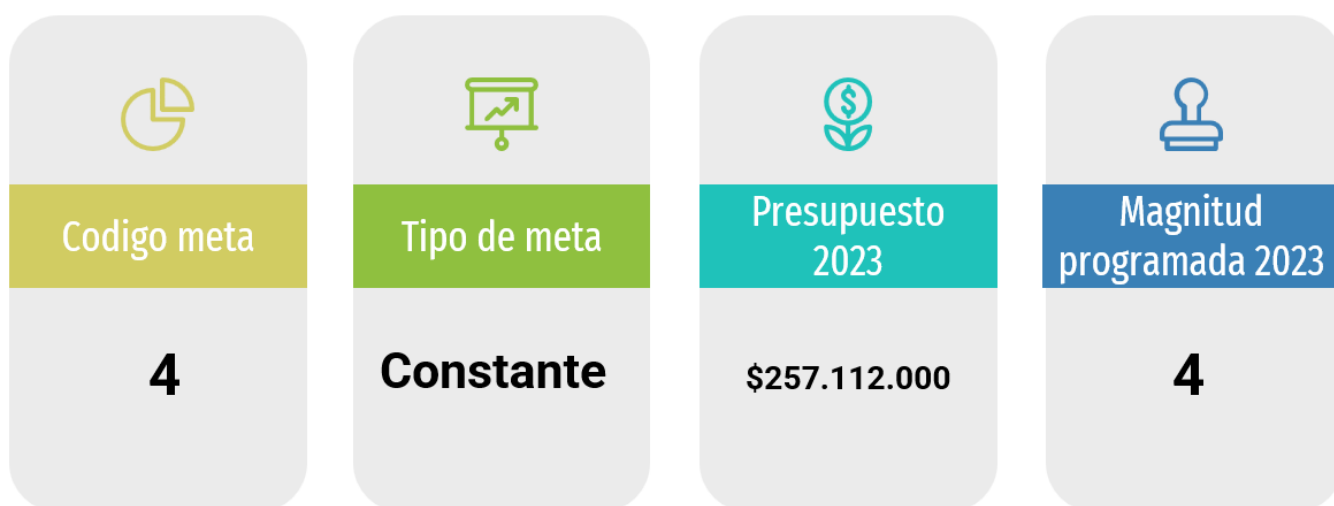 Codigo meta
4
Tipo de meta
Constante
Presupuesto
2023
$257.112.000
Magnitud
programada 2023
4